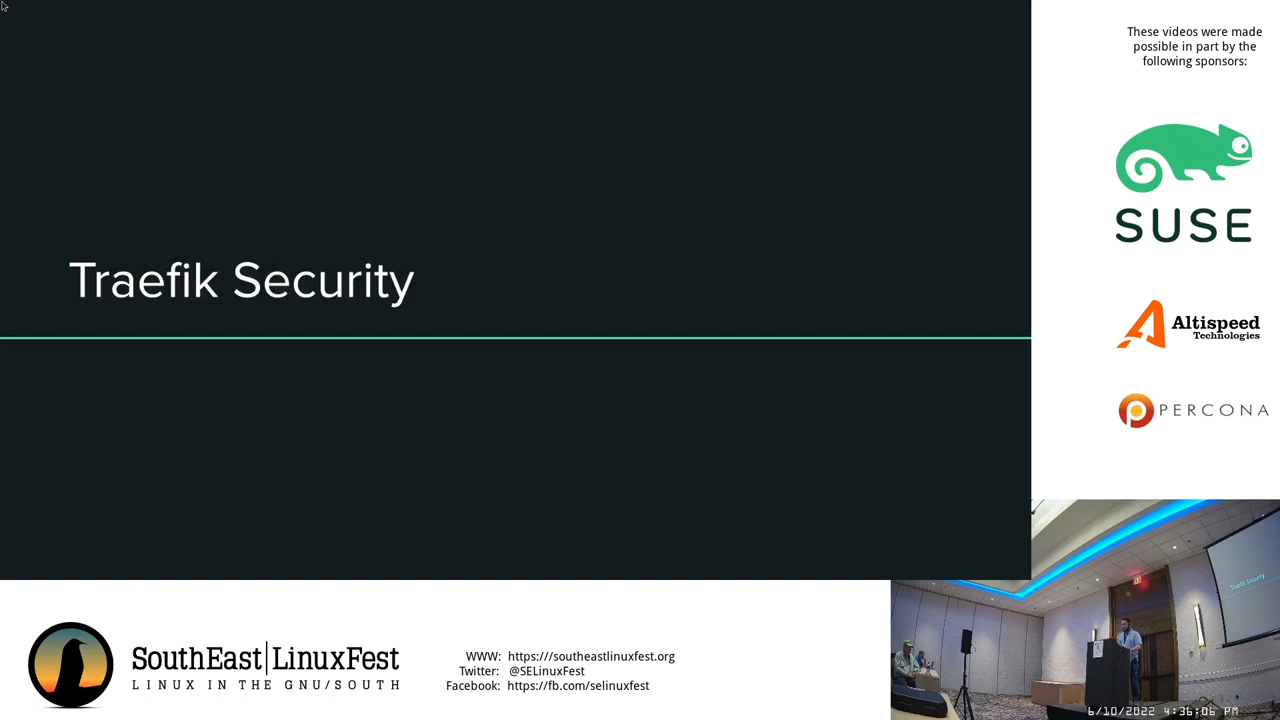 Traefik Security
These videos were made
possible in part by the
following sponsors:
SUSE
Altispeed
Technologies
PERCONA
Traefik Security
SouthEast|LinuxFest
LINUX IN THE GNU/SOUTH
WWW: https:///southeastlinuxfest.org
Twitter: @SELinuxFest
Facebook: https://fb.com/selinuxfest
6/10/2022 4:36:06 PM